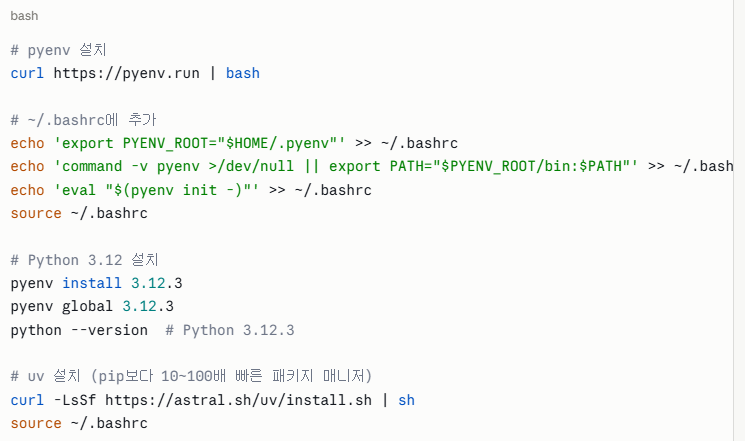 bash
# pyenv 설치
curl https://pyenv.run | bash
# ~/.bashrc에 추가
echo 'export PYENV_ROOT="$HOME/.pyenv"' >> ~/.bashrc
echo 'command -v pyenv >/dev/null || export PATH="$PYENV_ROOT/bin:$PATH"' >> ~/.bash
echo 'eval "$(pyenv init -)"' >> ~/.bashrc
source ~/.bashrc
# Python 3.12 설치
pyenv install 3.12.3
pyenv global 3.12.3
python --version  # Python 3.12.3
# uv 설치 (pip보다 10~100배 빠른 패키지 매니저)
curl -LsSf https://astral.sh/uv/install.sh | sh
source ~/.bashrc